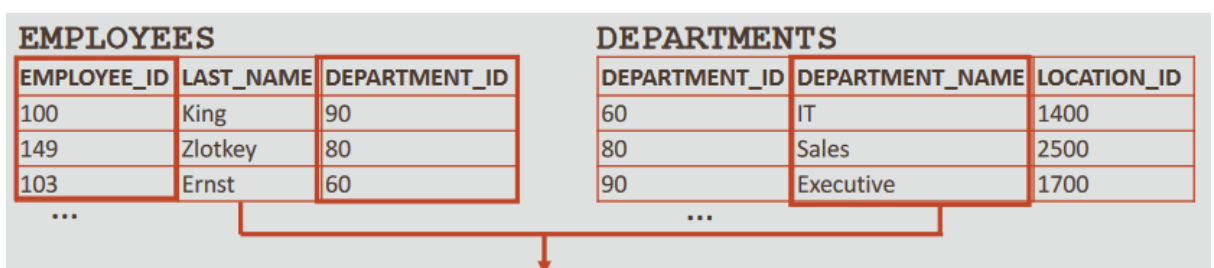 EMPLOYEES DEPARTMENTS
EMPLOYEE_ID LAST_NAME DEPARTMENT_ID DEPARTMENT_ID DEPARTMENT_NAME LOCATION_ID
100 King 90 60 IT 1400
149 Zlotkey 80 80 Sales 2500
103 Ernst 60 90 Executive 1700
... ...